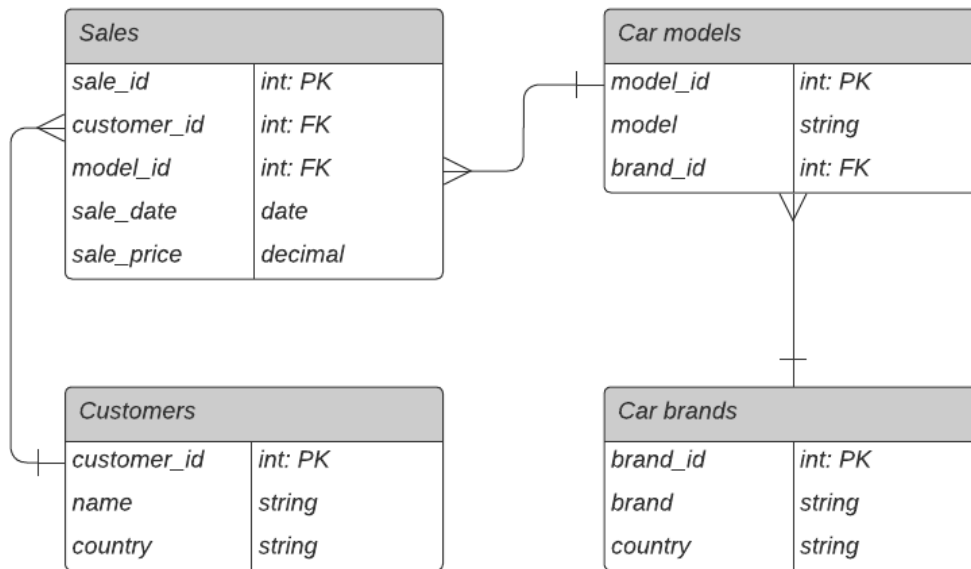 Sales
sale_id int: PK
customer_id int: FK
model_id int: FK
sale_date date
sale_price decimal
Car models
model_id int: PK
model string
brand_id int: FK
Customers
customer_id int: PK
name string
country string
Car brands
brand_id int: PK
brand string
country string